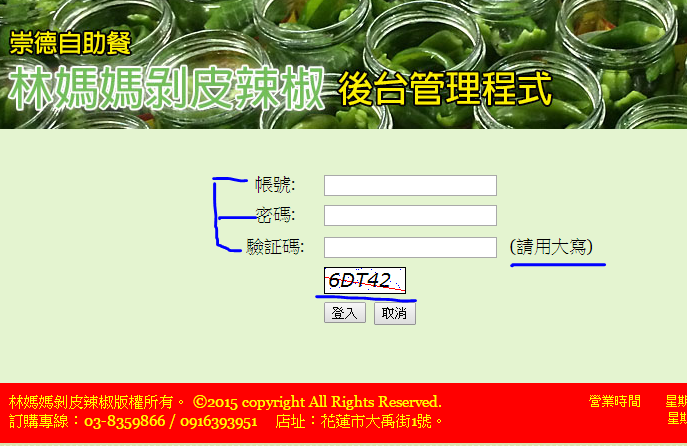 崇德自助餐
林媽媽剝皮辣椒 後台管理程式
帳號:
密碼:
驗証碼: (請用大寫)
6DT42
登入 取消
林媽媽剝皮辣椒版權所有。 ©2015 copyright All Rights Reserved. 營業時間 星期
訂購專線：03-8359866 / 0916393951 店址：花蓮市大禹街1號。 星期